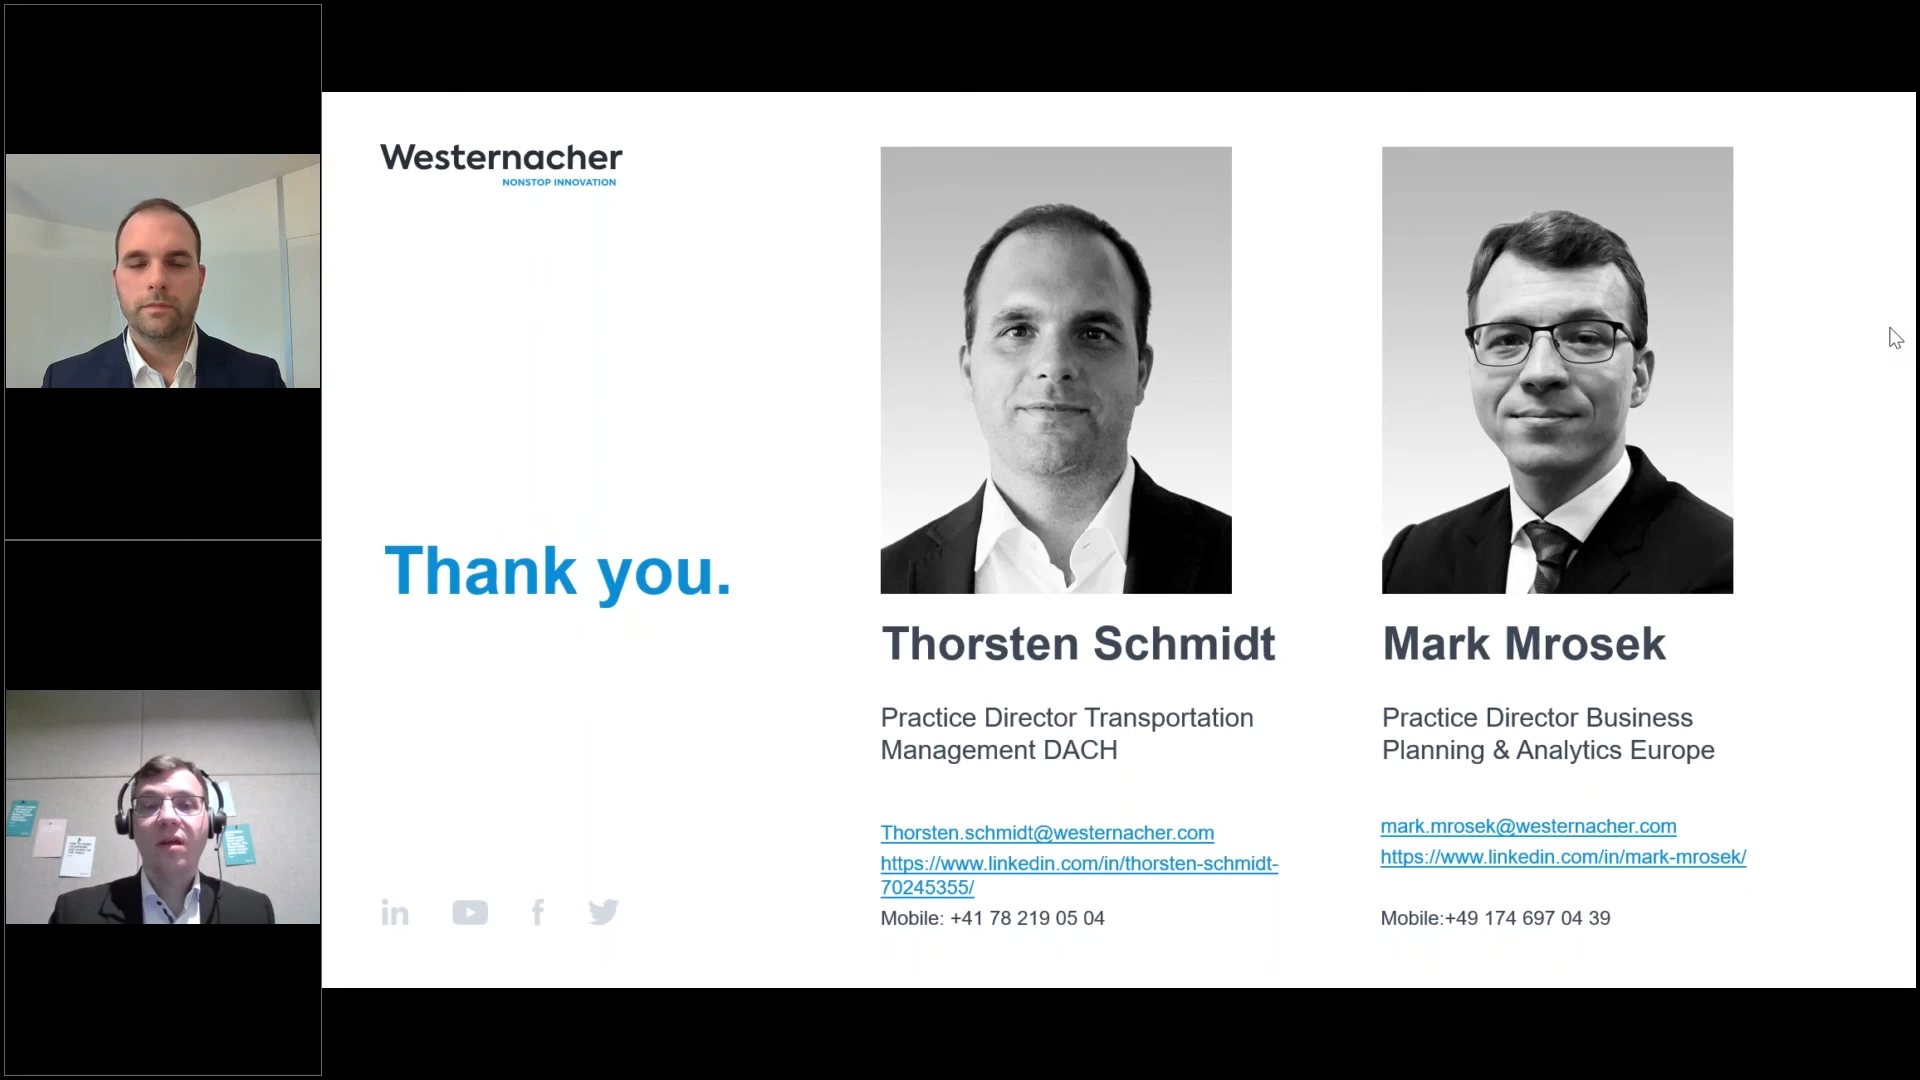 Westernacher
NONSTOP INNOVATION
Thank you.
Thorsten Schmidt
Practice Director Transportation
Management DACH
Thorsten.schmidt@westernacher.com
https://www.linkedin.com/in/thorsten-schmidt-
70245355/
Mobile: +41 78 219 05 04
Mark Mrosek
Practice Director Business
Planning & Analytics Europe
mark.mrosek@westernacher.com
https://www.linkedin.com/in/mark-mrosek/
Mobile:+49 174 697 04 39